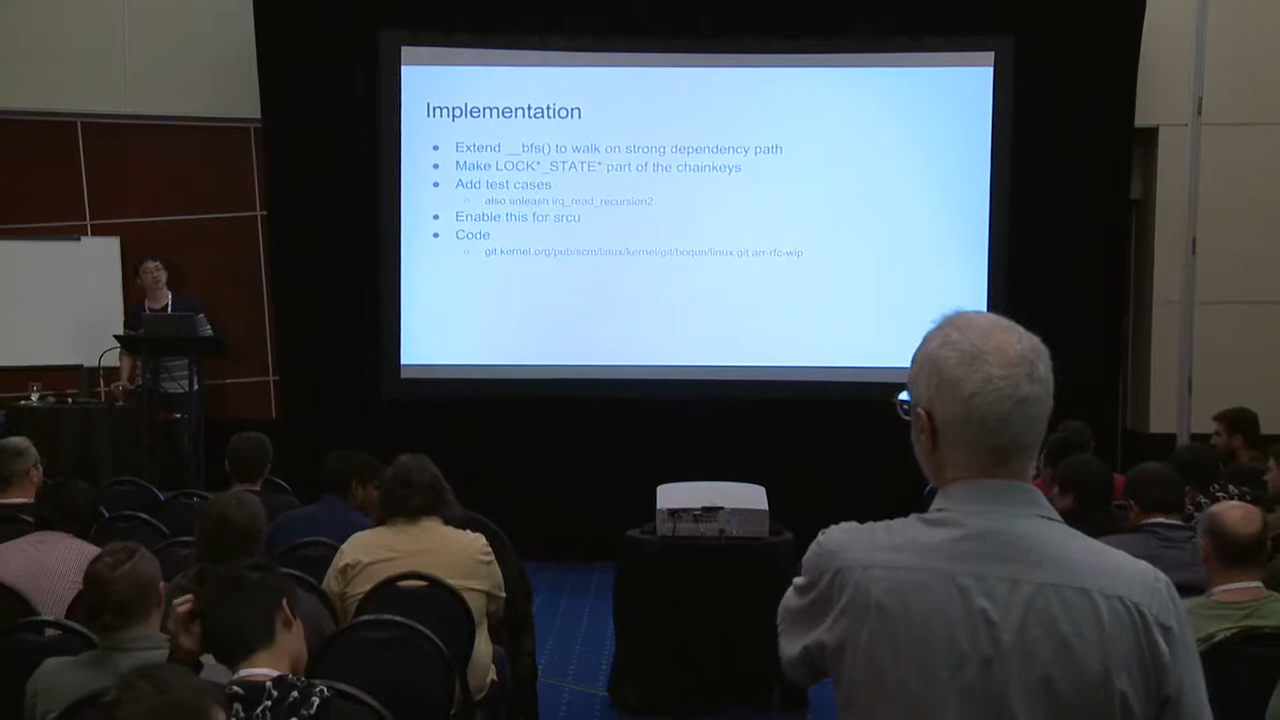 Implementation
● Extend __bfs() to walk on strong dependency path
● Make LOCK*_STATE* part of the chainkeys
● Add test cases
○ also unleash irq_read_recursion2
● Enable this for srcu
● Code
○ git.kernel.org/pub/scm/linux/kernel/git/boqun/linux.git arr-rfc-wip